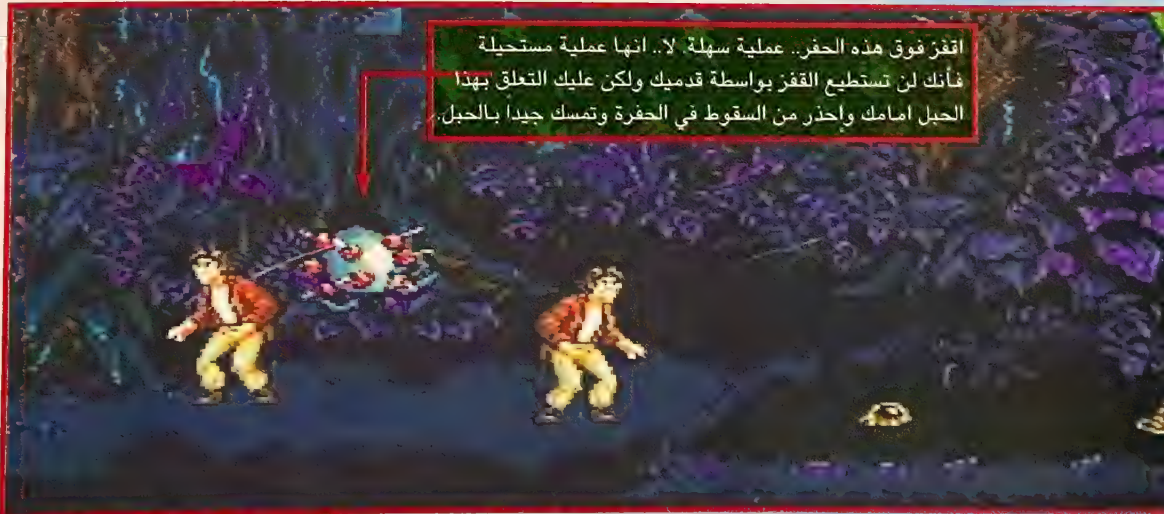 اقفز فوق هذه الحفر.. عملية سهلة. لا.. انها عملية مستحيلة
فأنك لن تستطيع القفز بواسطة قدميك ولكن عليك التعلق بهذا
الحبل امامك واحذر من السقوط في الحفرة وتمسك جيدا بالحبل.